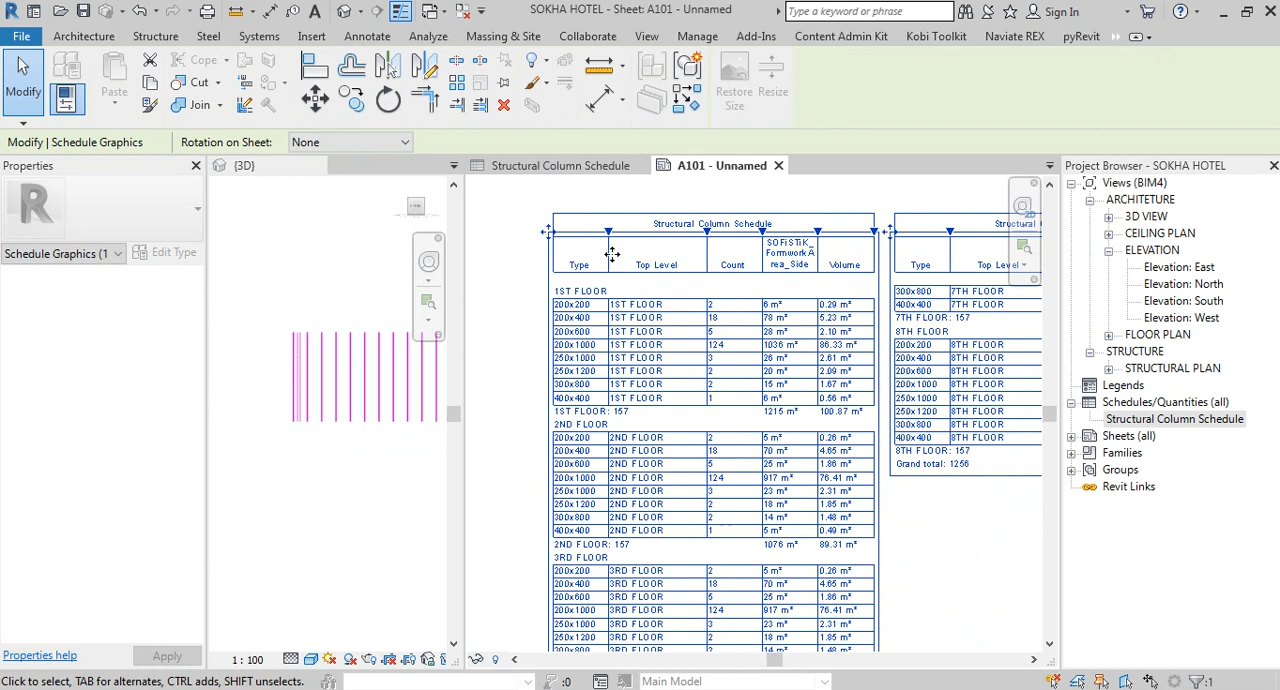 SOKHA HOTEL - Sheet: A101 - Unnamed
Type a keyword or phrase
Sign In
File
Architecture
Structure
Steel
Systems
Insert
Annotate
Analyze
Massing & Site
Collaborate
View
Manage
Add-Ins
Content Admin Kit
Kobi Toolkit
Naviate REX
pyRevit
Modify
Paste
Cope
Cut
Join
Restore Size
Resize
Modify | Schedule Graphics
Rotation on Sheet:
None
Properties
{3D}
Structural Column Schedule
A101 - Unnamed
Project Browser - SOKHA HOTEL
Schedule Graphics (1
Edit Type
Structural Column Schedule
Type Top Level Count SOFiSTiK_FormworkArea_Side Volume
1ST FLOOR
200x200 1ST FLOOR 2 6 m² 0.29 m³
200x400 1ST FLOOR 18 78 m² 5.23 m³
200x600 1ST FLOOR 5 28 m² 2.10 m³
200x1000 1ST FLOOR 124 1036 m² 86.33 m³
250x1000 1ST FLOOR 3 26 m² 2.61 m³
250x1200 1ST FLOOR 2 20 m² 2.09 m³
300x800 1ST FLOOR 2 15 m² 1.67 m³
400x400 1ST FLOOR 1 6 m² 0.56 m³
1ST FLOOR: 157 1215 m² 100.87 m³
2ND FLOOR
200x200 2ND FLOOR 2 5 m² 0.26 m³
200x400 2ND FLOOR 18 70 m² 4.65 m³
200x600 2ND FLOOR 5 25 m² 1.86 m³
200x1000 2ND FLOOR 124 917 m² 76.41 m³
250x1000 2ND FLOOR 3 23 m² 2.31 m³
250x1200 2ND FLOOR 2 18 m² 1.85 m³
300x800 2ND FLOOR 2 14 m² 1.48 m³
400x400 2ND FLOOR 1 5 m² 0.49 m³
2ND FLOOR: 157 1076 m² 89.31 m³
3RD FLOOR
200x200 3RD FLOOR 2 5 m² 0.26 m³
200x400 3RD FLOOR 18 70 m² 4.65 m³
200x600 3RD FLOOR 5 25 m² 1.86 m³
200x1000 3RD FLOOR 124 917 m² 76.41 m³
250x1000 3RD FLOOR 3 23 m² 2.31 m³
250x1200 3RD FLOOR 2 18 m² 1.85 m³
Type Top Level
300x800 7TH FLOOR
400x400 7TH FLOOR
7TH FLOOR: 157
8TH FLOOR
200x200 8TH FLOOR
200x400 8TH FLOOR
200x600 8TH FLOOR
200x1000 8TH FLOOR
250x1000 8TH FLOOR
250x1200 8TH FLOOR
300x800 8TH FLOOR
400x400 8TH FLOOR
8TH FLOOR: 157
Grand total: 1256
Views (BIM4)
ARCHITETURE
3D VIEW
CEILING PLAN
ELEVATION
Elevation: East
Elevation: North
Elevation: South
Elevation: West
FLOOR PLAN
STRUCTURE
STRUCTURAL PLAN
Legends
Schedules/Quantities (all)
Structural Column Schedule
Sheets (all)
Families
Groups
Revit Links
Properties help
Apply
1 : 100
Click to select, TAB for alternates, CTRL adds, SHIFT unselects.
:0
Main Model
:1